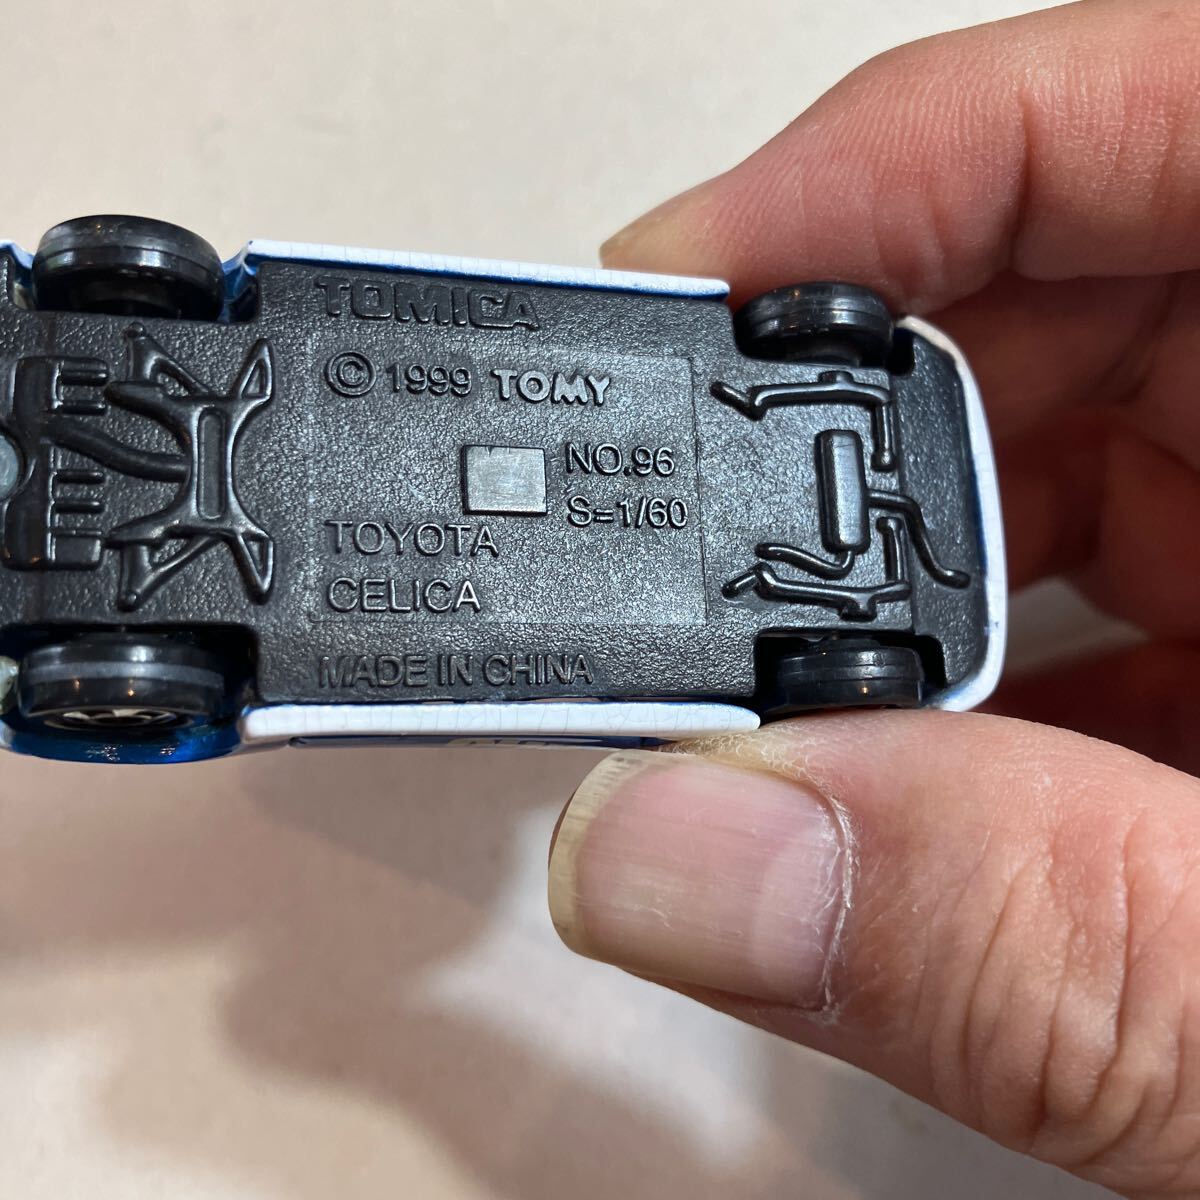 TOMICA
© 1999 TOMY
NO.96
S=1/60
TOYOTA
CELICA
MADE IN CHINA